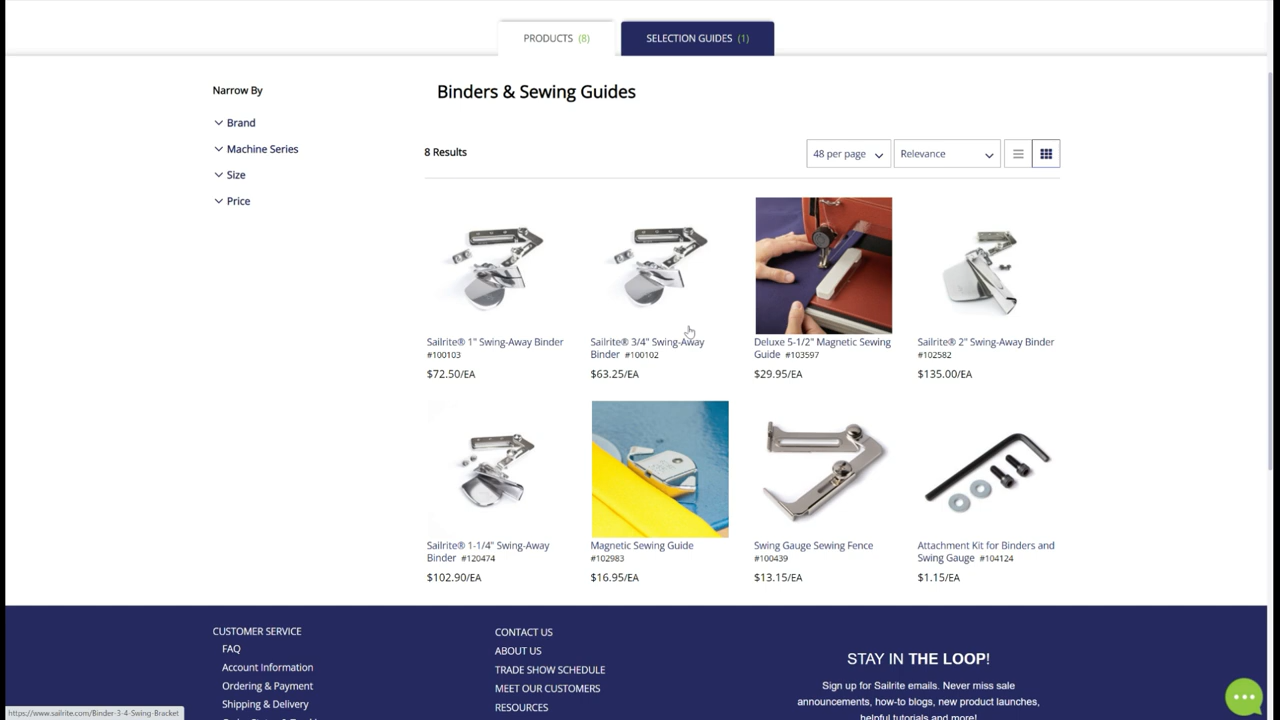 PRODUCTS (8)
SELECTION GUIDES (1)
Narrow By
Brand
Machine Series
Size
Price
Binders & Sewing Guides
8 Results
48 per page
Relevance
Sailrite® 1" Swing-Away Binder
#100103
$72.50/EA
Sailrite® 3/4" Swing-Away
Binder #100102
$63.25/EA
Deluxe 5-1/2" Magnetic Sewing
Guide #103597
$29.95/EA
Sailrite® 2" Swing-Away Binder
#102582
$135.00/EA
Sailrite® 1-1/4" Swing-Away
Binder #120474
$102.90/EA
Magnetic Sewing Guide
#102983
$16.95/EA
Swing Gauge Sewing Fence
#100439
$13.15/EA
Attachment Kit for Binders and
Swing Gauge #104124
$1.15/EA
CUSTOMER SERVICE
FAQ
Account Information
Ordering & Payment
Shipping & Delivery
CONTACT US
ABOUT US
TRADE SHOW SCHEDULE
MEET OUR CUSTOMERS
RESOURCES
STAY IN THE LOOP!
Sign up for Sailrite emails. Never miss sale
announcements, how-to blogs, new product launches,
helpful tutorials and more!
https://www.sailrite.com/Binder-3-4-Swing-Bracket